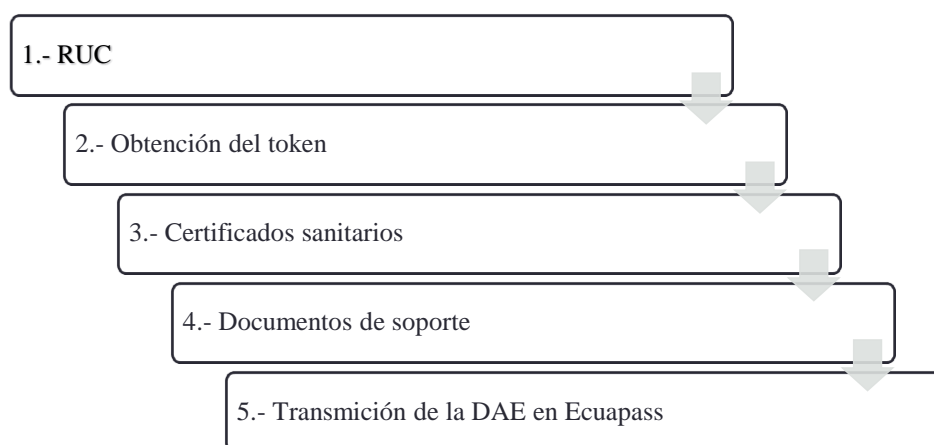 1.- RUC
2.- Obtención del token
3.- Certificados sanitarios
4.- Documentos de soporte
5.- Transmición de la DAE en Ecuapass